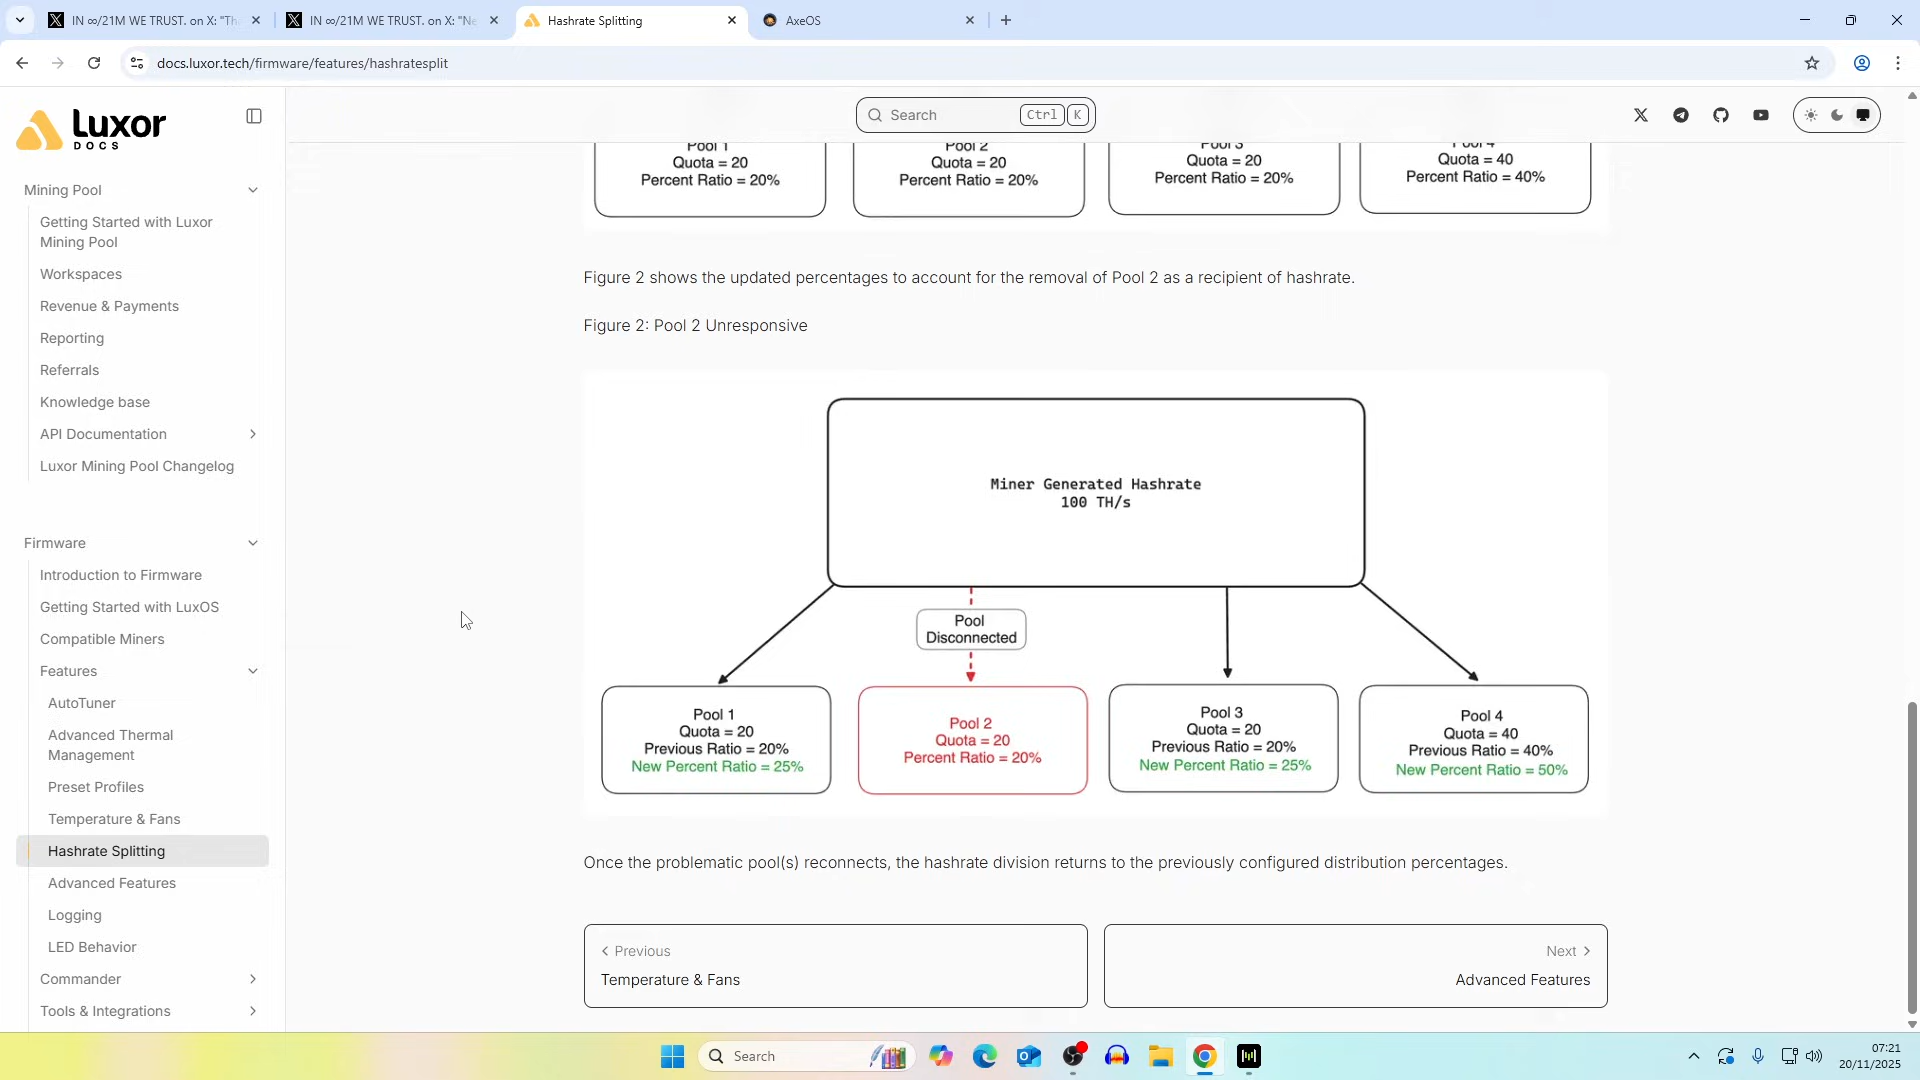 IN ∞/21M WE TRUST. on X: "Th
IN ∞/21M WE TRUST. on X: "Ne
Hashrate Splitting
AxeOS
docs.luxor.tech/firmware/features/hashratesplit
Luxor
DOCS
Search
Ctrl K
Mining Pool
Getting Started with Luxor
Mining Pool
Workspaces
Revenue & Payments
Reporting
Referrals
Knowledge base
API Documentation
Luxor Mining Pool Changelog
Firmware
Introduction to Firmware
Getting Started with LuxOS
Compatible Miners
Features
AutoTuner
Advanced Thermal
Management
Preset Profiles
Temperature & Fans
Hashrate Splitting
Advanced Features
Logging
LED Behavior
Commander
Tools & Integrations
Pool 1
Quota = 20
Percent Ratio = 20%
Pool 2
Quota = 20
Percent Ratio = 20%
Pool 3
Quota = 20
Percent Ratio = 20%
Pool 4
Quota = 40
Percent Ratio = 40%
Figure 2 shows the updated percentages to account for the removal of Pool 2 as a recipient of hashrate.
Figure 2: Pool 2 Unresponsive
Miner Generated Hashrate
100 TH/s
Pool
Disconnected
Pool 1
Quota = 20
Previous Ratio = 20%
New Percent Ratio = 25%
Pool 2
Quota = 20
Percent Ratio = 20%
Pool 3
Quota = 20
Previous Ratio = 20%
New Percent Ratio = 25%
Pool 4
Quota = 40
Previous Ratio = 40%
New Percent Ratio = 50%
Once the problematic pool(s) reconnects, the hashrate division returns to the previously configured distribution percentages.
Previous
Temperature & Fans
Next
Advanced Features
Search
07:21
20/11/2025